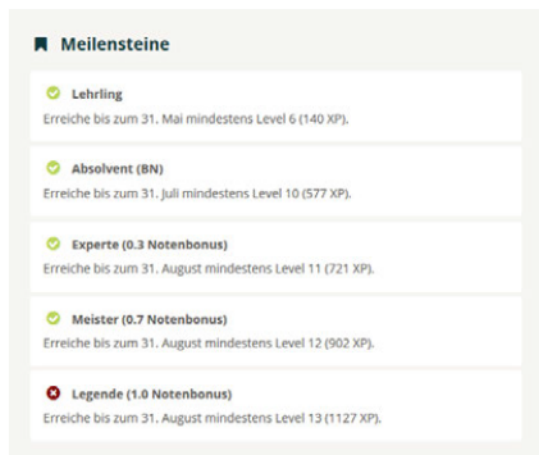 Meilensteine
Lehrling
Erreiche bis zum 31. Mai mindestens Level 6 (140 XP).
Absolvent (BN)
Erreiche bis zum 31. Juli mindestens Level 10 (577 XP).
Experte (0.3 Notenbonus)
Erreiche bis zum 31. August mindestens Level 11 (721 XP).
Meister (0.7 Notenbonus)
Erreiche bis zum 31. August mindestens Level 12 (902 XP).
Legende (1.0 Notenbonus)
Erreiche bis zum 31. August mindestens Level 13 (1127 XP).